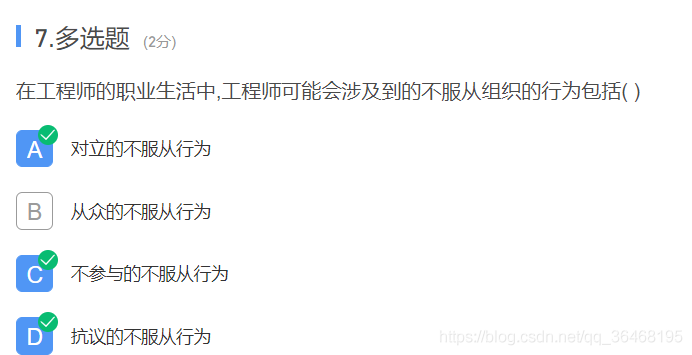 7.多选题 (2分)
在工程师的职业生活中,工程师可能会涉及到的不服从组织的行为包括( )
A 对立的不服从行为
B 从众的不服从行为
C 不参与的不服从行为
D 抗议的不服从行为
https://blog.csdn.net/qq_36468195